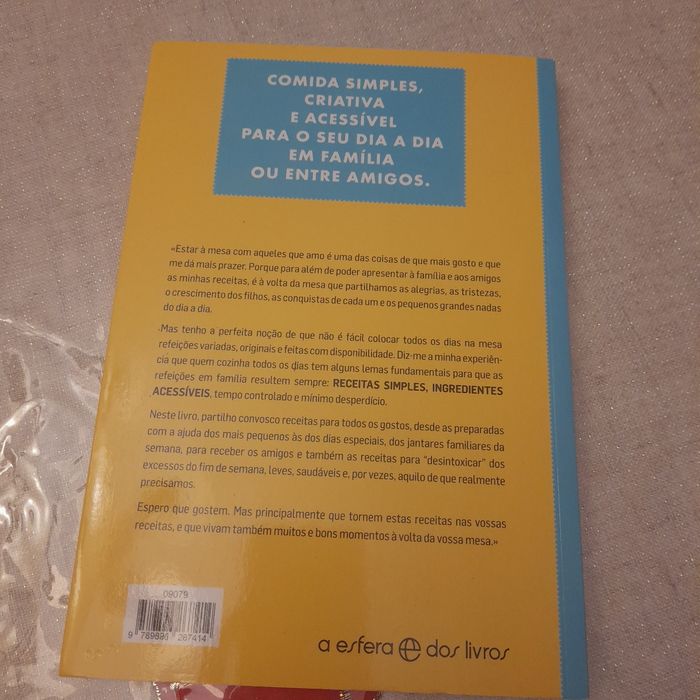 COMIDA SIMPLES,
CRIATIVA
E ACESSÍVEL
PARA O SEU DIA A DIA
EM FAMÍLIA
OU ENTRE AMIGOS.
«Estar à mesa com aqueles que amo é uma das coisas de que mais gosto e que
me dá mais prazer. Porque para além de poder apresentar à família e aos amigos
as minhas receitas, é à volta da mesa que partilhamos as alegrias, as tristezas,
o crescimento dos filhos, as conquistas de cada um e os pequenos grandes nadas
do dia a dia.
Mas tenho a perfeita noção de que não é fácil colocar todos os dias na mesa
refeições variadas, originais e feitas com disponibilidade. Diz-me a minha experiên-
cia que quem cozinha todos os dias tem alguns lemas fundamentais para que as
refeições em família resultem sempre: RECEITAS SIMPLES, INGREDIENTES
ACESSÍVEIS, tempo controlado e mínimo desperdício.
Neste livro, partilho convosco receitas para todos os gostos, desde as preparadas
com a ajuda dos mais pequenos às dos dias especiais, dos jantares familiares da
semana, para receber os amigos e também as receitas para "desintoxicar" dos
excessos do fim de semana, leves, saudáveis e, por vezes, aquilo de que realmente
precisamos.
Espero que gostem. Mas principalmente que tornem estas receitas nas vossas
receitas, e que vivam também muitos e bons momentos à volta da vossa mesa.»
09079
9 789896 267414
a esfera dos livros